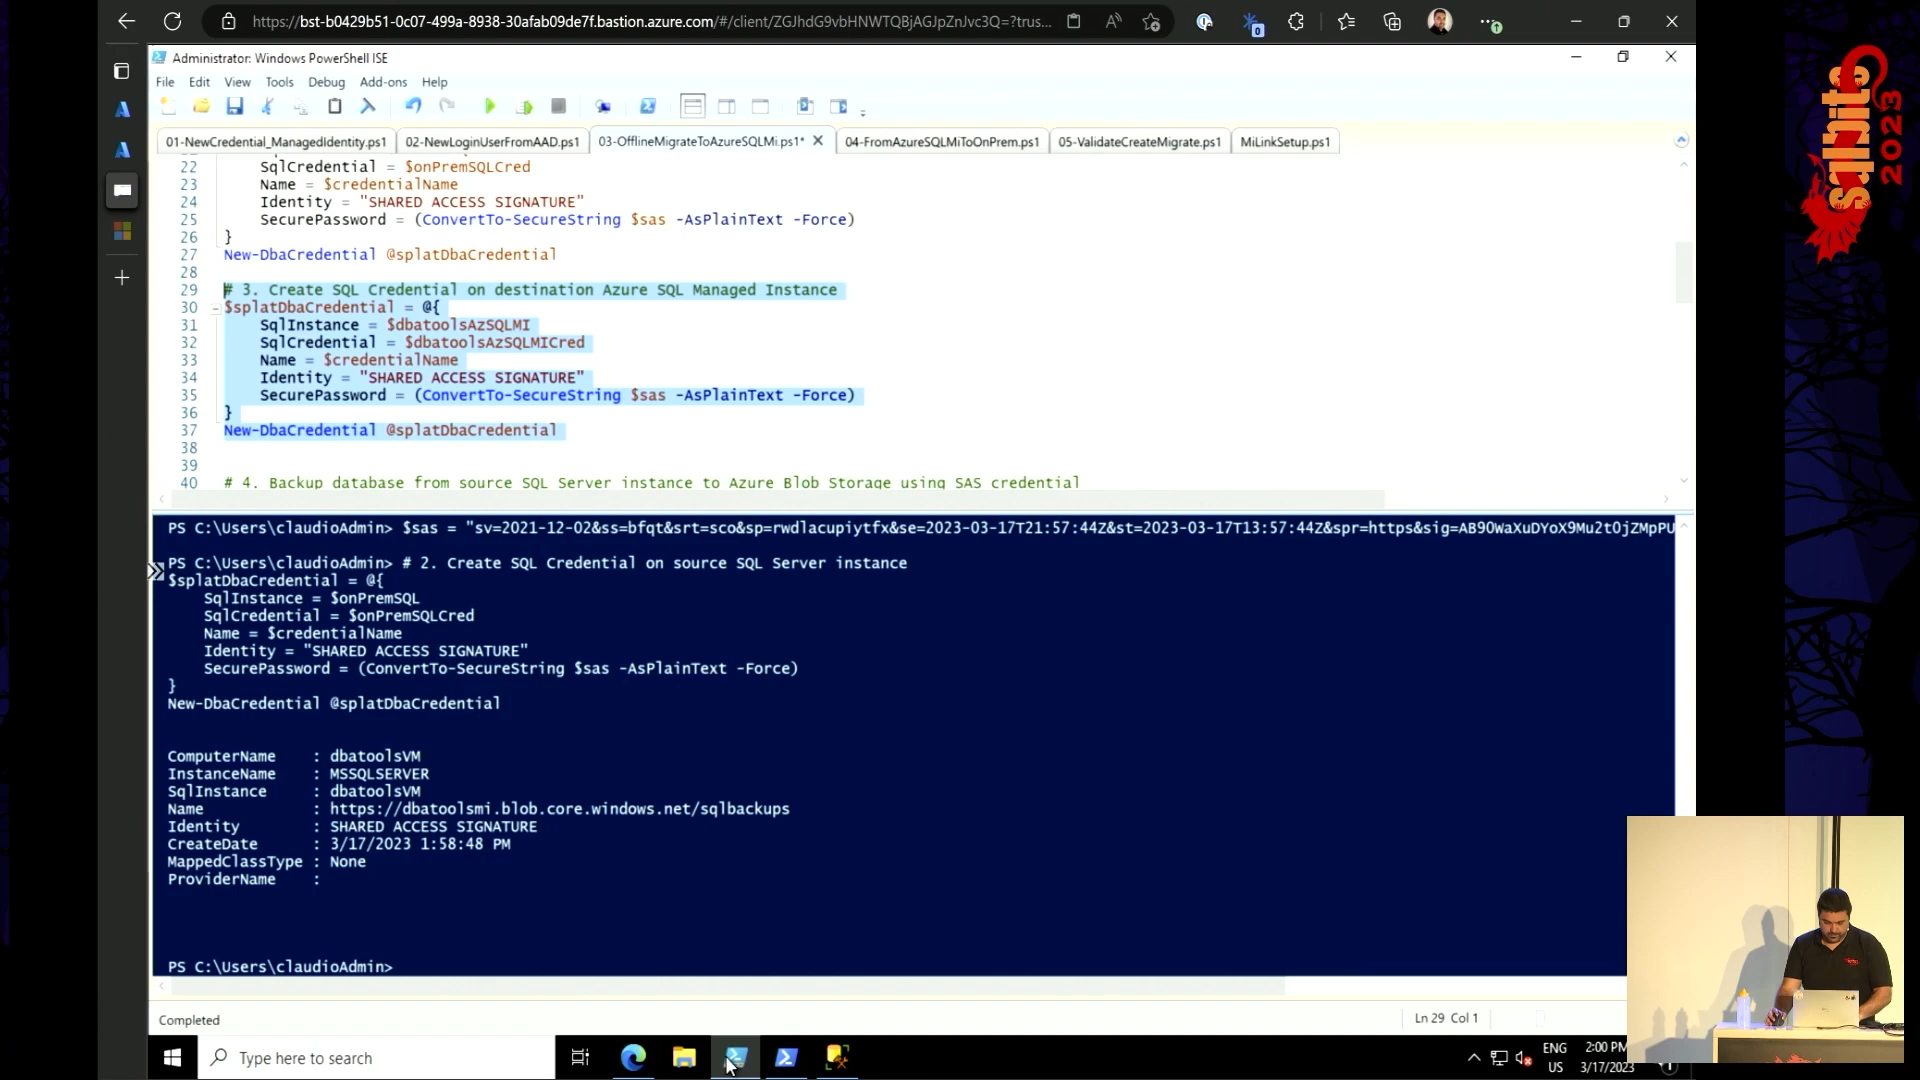 https://bst-b0429b51-0c07-499a-8938-30afab09de7f.bastion.azure.com/#/client/ZGJhdG9vbHNWTQBjAGJpZnJvc3Q=?trus...
Administrator: Windows PowerShell ISE
File Edit View Tools Debug Add-ons Help
01-NewCredential_ManagedIdentity.ps1 02-NewLoginUserFromAAD.ps1 03-OfflineMigrateToAzureSQLMi.ps1* 04-FromAzureSQLMiToOnPrem.ps1 05-ValidateCreateMigrate.ps1 MiLinkSetup.ps1
22 SqlCredential = $onPremSQLCred
23 Name = $credentialName
24 Identity = "SHARED ACCESS SIGNATURE"
25 SecurePassword = (ConvertTo-SecureString $sas -AsPlainText -Force)
26 }
27 New-DbaCredential @splatDbaCredential
28
29 # 3. Create SQL Credential on destination Azure SQL Managed Instance
30 $splatDbaCredential = @{
31 SqlInstance = $dbatoolsAzSQLMI
32 SqlCredential = $dbatoolsAzSQLMICred
33 Name = $credentialName
34 Identity = "SHARED ACCESS SIGNATURE"
35 SecurePassword = (ConvertTo-SecureString $sas -AsPlainText -Force)
36 }
37 New-DbaCredential @splatDbaCredential
38
39
40 # 4. Backup database from source SQL Server instance to Azure Blob Storage using SAS credential
PS C:\Users\claudioAdmin> $sas = "sv=2021-12-02&ss=bfqt&srt=sco&sp=rwdlacupiytfx&se=2023-03-17T21:57:44Z&st=2023-03-17T13:57:44Z&spr=https&sig=AB90WaXuDYoX9Mu2tOjZMpPU
PS C:\Users\claudioAdmin> # 2. Create SQL Credential on source SQL Server instance
$splatDbaCredential = @{
SqlInstance = $onPremSQL
SqlCredential = $onPremSQLCred
Name = $credentialName
Identity = "SHARED ACCESS SIGNATURE"
SecurePassword = (ConvertTo-SecureString $sas -AsPlainText -Force)
}
New-DbaCredential @splatDbaCredential
ComputerName : dbatoolsVM
InstanceName : MSSQLSERVER
SqlInstance : dbatoolsVM
Name : https://dbatoolsmi.blob.core.windows.net/sqlbackups
Identity : SHARED ACCESS SIGNATURE
CreateDate : 3/17/2023 1:58:48 PM
MappedClassType : None
ProviderName :
PS C:\Users\claudioAdmin>
Completed
Ln 29 Col 1
Type here to search
ENG
US
2:00 PM
3/17/2023
sqlbits
2023